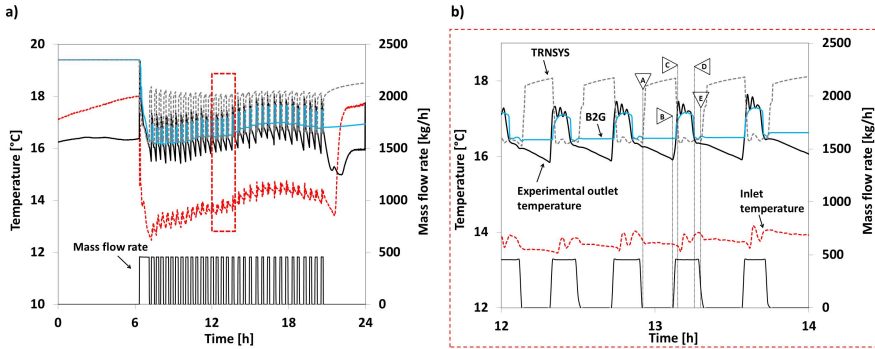 a)
20
18
16
14
12
10
Temperature [°C]
2500
2000
1500
1000
500
0
Mass flow rate [kg/h]
Mass flow rate
0
6
12
18
24
Time [h]
b)
18
16
14
12
Temperature [°C]
2500
2000
1500
1000
500
0
Mass flow rate [kg/h]
TRNSYS
A
C
D
E
B
B2G
Experimental outlet
temperature
Inlet
temperature
12
13
14
Time [h]